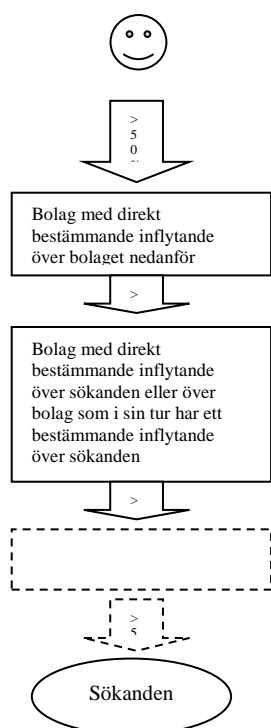 >
5
0
%
Bolag med direkt
bestämmande inflytande
över bolaget nedanför
>
Bolag med direkt
bestämmande inflytande
över sökanden eller över
bolag som i sin tur har ett
bestämmande inflytande
över sökanden
>
>
5
Sökanden